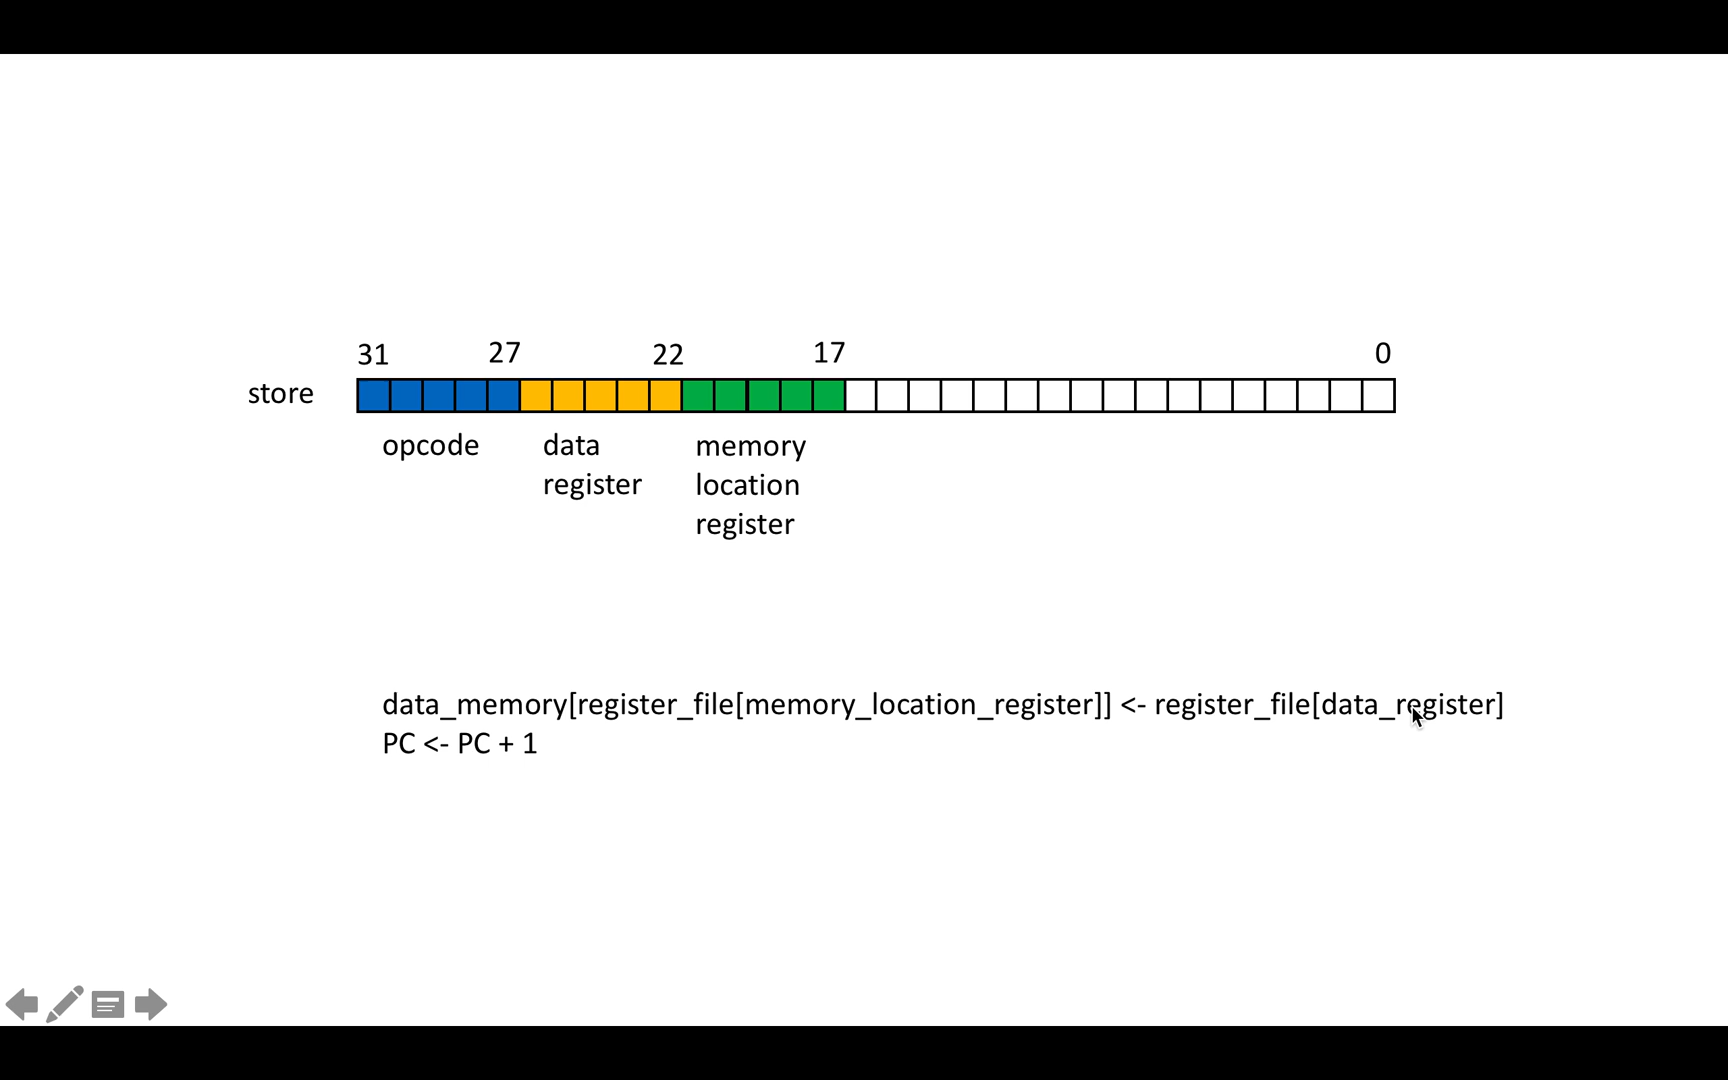 31 27 22 17 0
store
opcode data memory
register location
register
data_memory[register_file[memory_location_register]] <- register_file[data_register]
PC <- PC + 1